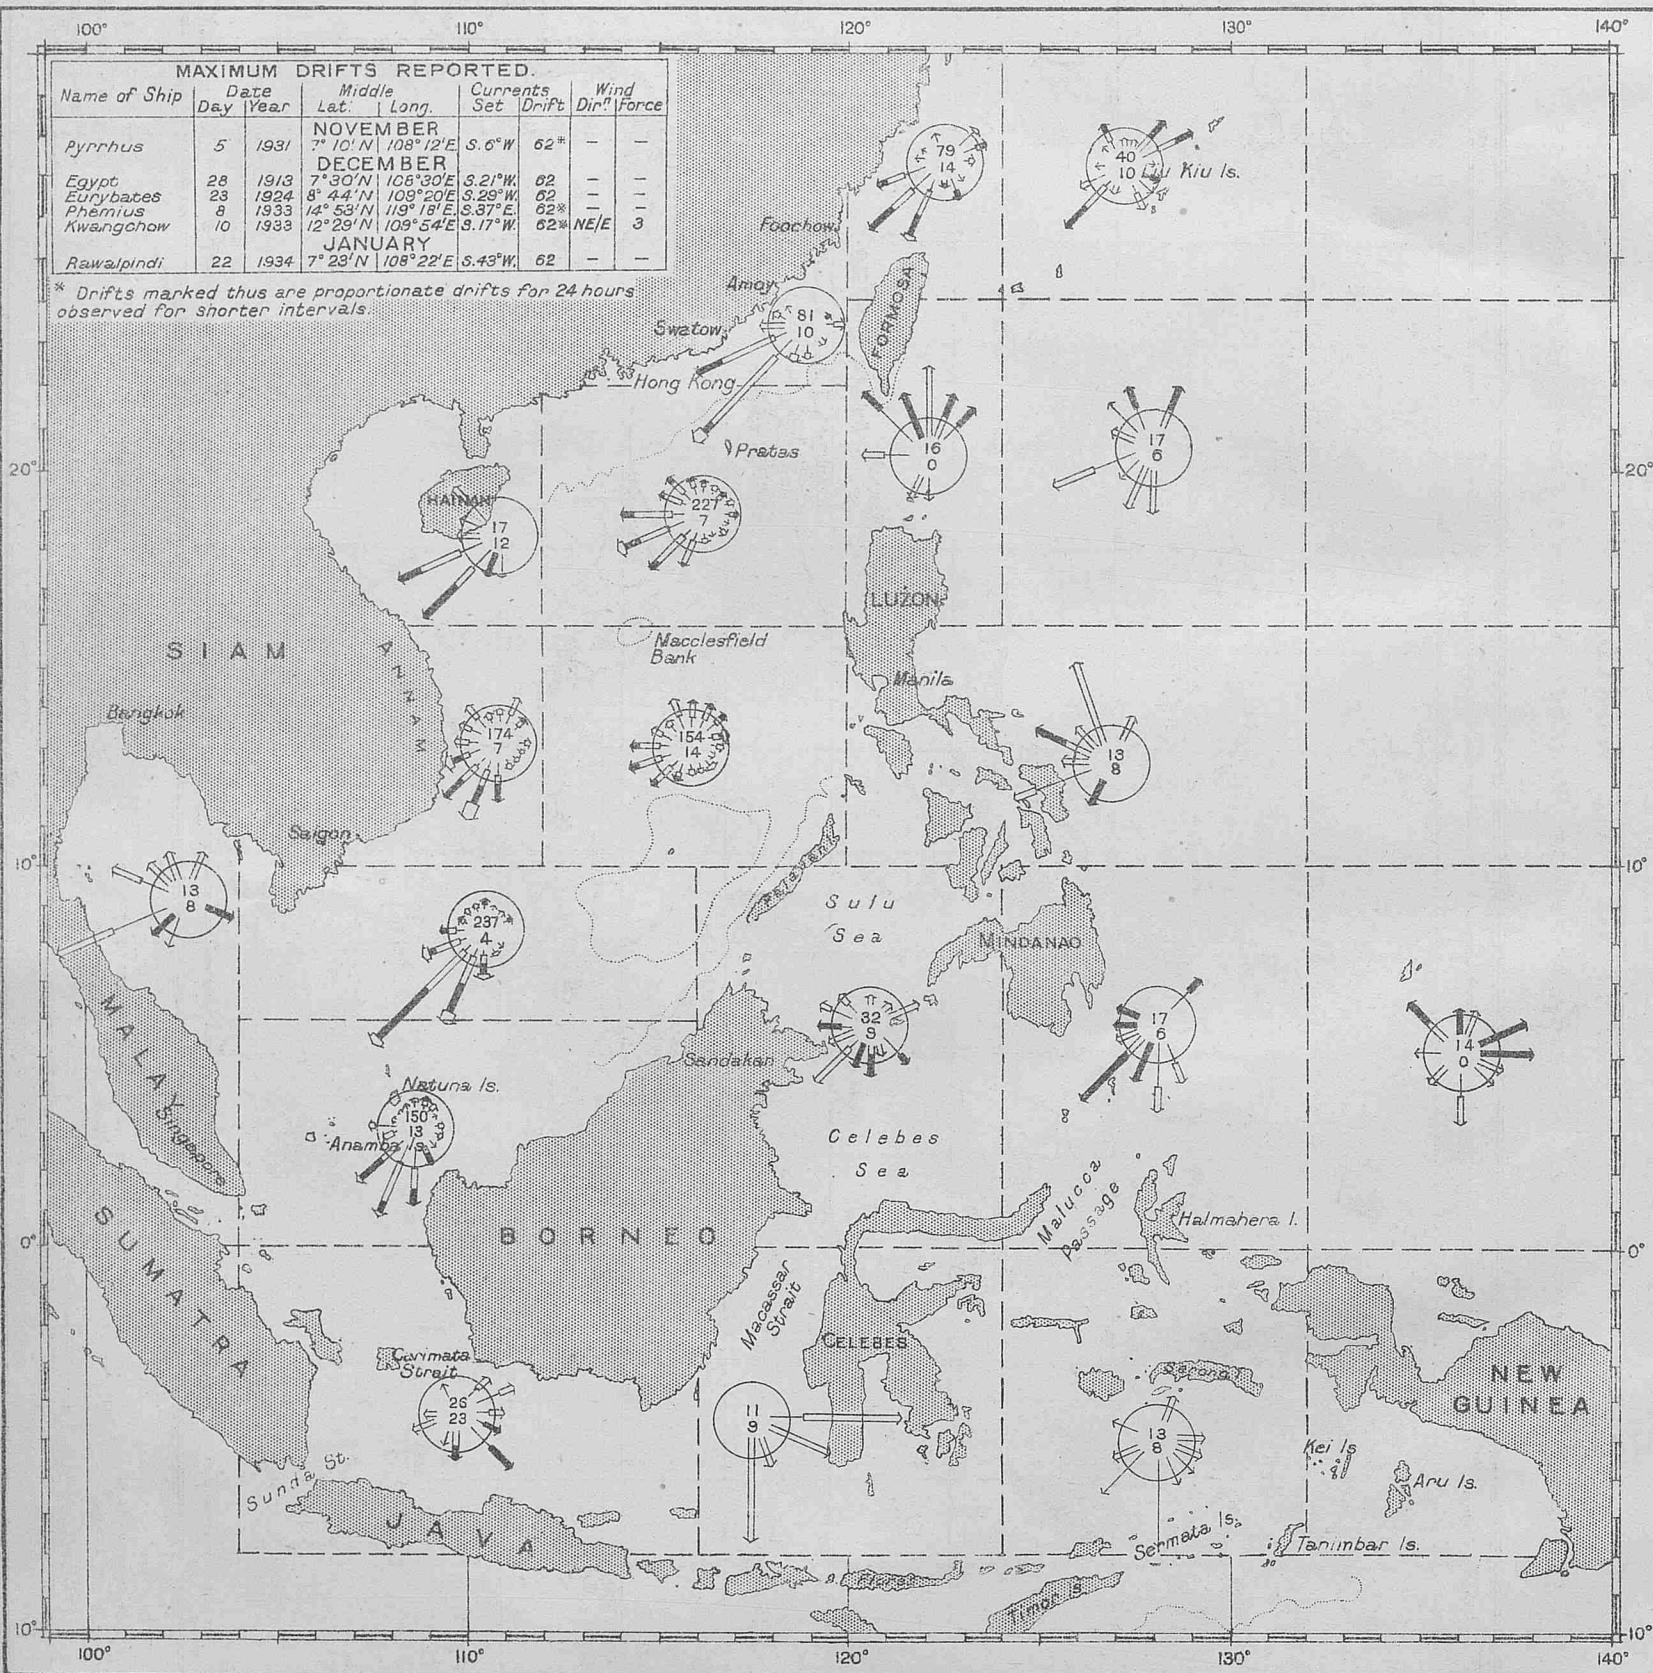 100° 110° 120° 130° 140°
MAXIMUM DRIFTS REPORTED.
Name of Ship Date Middle Currents Wind
Day Year Lat. Long. Set Drift Dirⁿ Force
NOVEMBER
Pyrrhus 5 1931 7° 10' N 108° 12' E S. 6° W 62* — —
DECEMBER
Egypt 28 1913 7° 30' N 108° 30' E S. 21° W. 62 — —
Eurybates 23 1924 8° 44' N 109° 20' E S. 29° W. 62 — —
Phemius 8 1933 14° 53' N 119° 18' E. S. 37° E. 62* — —
Kwangchow 10 1933 12° 29' N 109° 54' E S. 17° W. 62* NE/E 3
JANUARY
Rawalpindi 22 1934 7° 23' N 108° 22' E S. 43° W. 62 — —
* Drifts marked thus are proportionate drifts for 24 hours
observed for shorter intervals.
79
14
40
10
Liu Kiu Is.
Foochow
Amoy
FORMOSA
81
10
Swatow
Hong Kong
Pratas
16
0
17
6
20° 20°
HAINAN
17
12
227
7
LUZON
SIAM
ANNAM
Macclesfield
Bank
Manila
Bangkok
174
7
154
14
13
8
Saigon
10° 10°
13
8
Palawan
Sulu
Sea
237
4
MINDANAO
MALAY
32
9
17
6
14
0
Sandakan
Natuna Is.
150
13
Anamba Is.
Singapore
Celebes
Sea
Malucca
Passage
Halmahera I.
SUMATRA
BORNEO
0° 0°
Macassar
Strait
CELEBES
Carimata
Strait
26
23
11
9
13
8
NEW
GUINEA
Kei Is
Aru Is.
Sunda St.
JAVA
Sermata Is.
Tanimbar Is.
Timor
10° 10°
100° 110° 120° 130° 140°